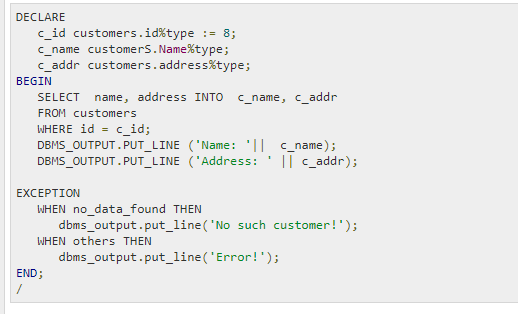 DECLARE
   c_id customers.id%type := 8;
   c_name customerS.Name%type;
   c_addr customers.address%type;
BEGIN
   SELECT  name, address INTO  c_name, c_addr
   FROM customers
   WHERE id = c_id;
   DBMS_OUTPUT.PUT_LINE ('Name: '||  c_name);
   DBMS_OUTPUT.PUT_LINE ('Address: ' || c_addr);

EXCEPTION
   WHEN no_data_found THEN
      dbms_output.put_line('No such customer!');
   WHEN others THEN
      dbms_output.put_line('Error!');
END;
/